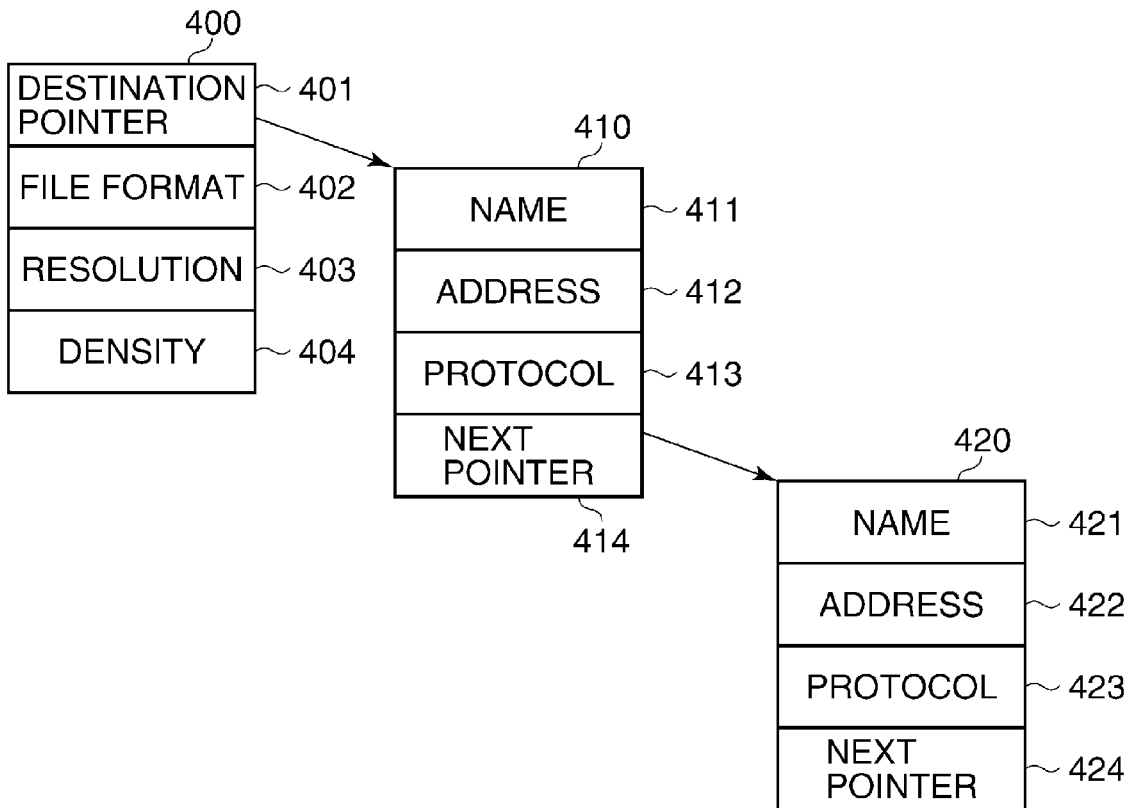 400
DESTINATION
POINTER
401
FILE FORMAT
402
RESOLUTION
403
DENSITY
404
410
NAME
411
ADDRESS
412
PROTOCOL
413
NEXT
POINTER
414
420
NAME
421
ADDRESS
422
PROTOCOL
423
NEXT
POINTER
424